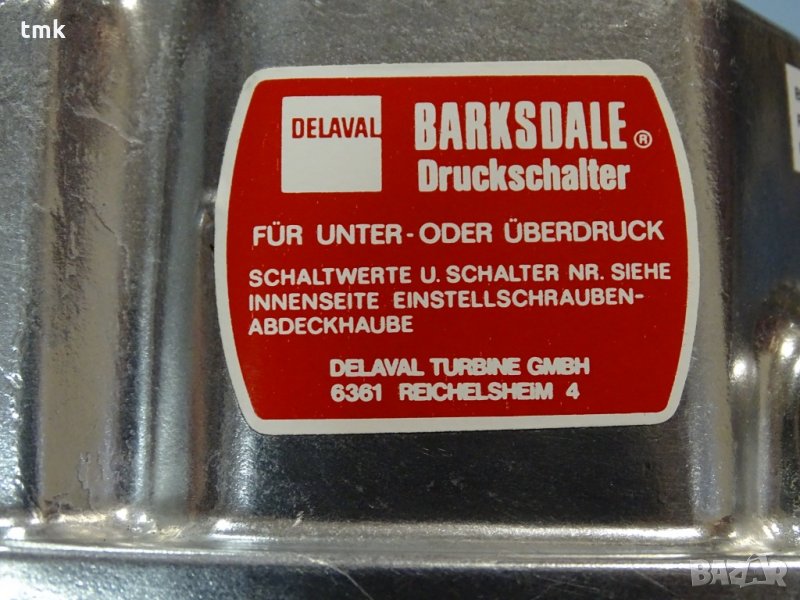 tmk
DELAVAL
BARKSDALE ®
Druckschalter
FÜR UNTER-ODER ÜBERDRUCK
SCHALTWERTE U. SCHALTER NR. SIEHE
INNENSEITE EINSTELLSCHRAUBEN-
ABDECKHAUBE
DELAVAL TURBINE GMBH
6361 REICHELSHEIM 4
BAZAR